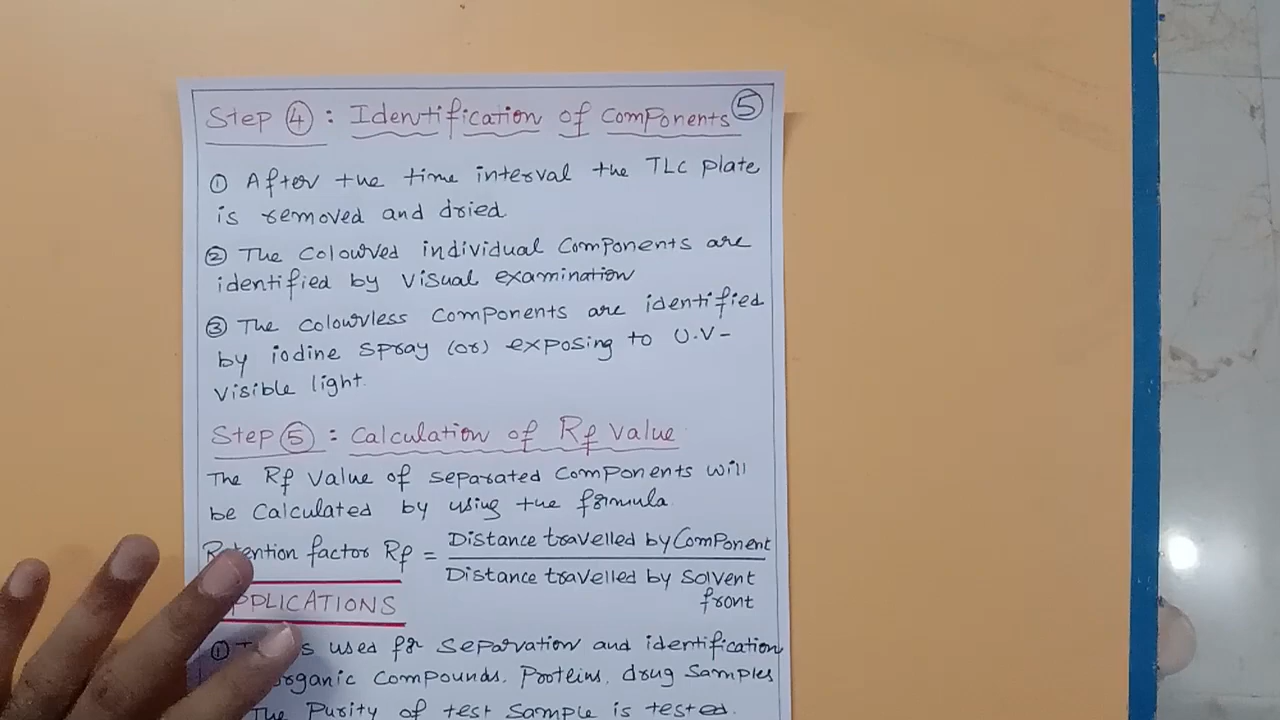 Step ④ : Identification of Components ⑤
① After the time interval the TLC plate
is removed and dried
② The Coloured individual Components are
identified by visual examination
③ The Colourless Components are identified
by iodine spray (or) exposing to U.V-
visible light.
Step ⑤ : Calculation of Rf value
The Rf value of separated Components will
be Calculated by using the formula
Retention factor Rf = Distance travelled by Component
Distance travelled by solvent
front
APPLICATIONS
① used for separation and identification
organic compounds. Proteins, drug samples
The Purity of test sample is tested.